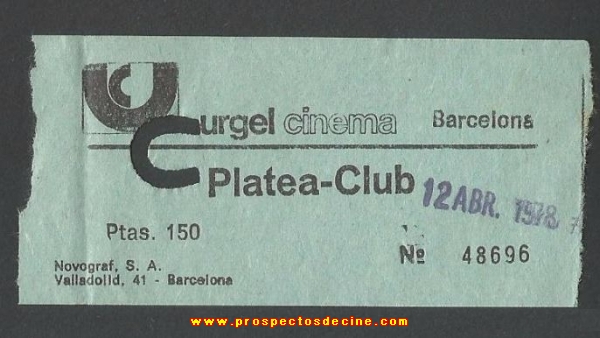 urgel cinema Barcelona
C
Platea-Club 12 ABR. 1978
Ptas. 150
Nº 48696
Novograf, S. A.
Valladolid, 41 - Barcelona
www.prospectosdecine.com